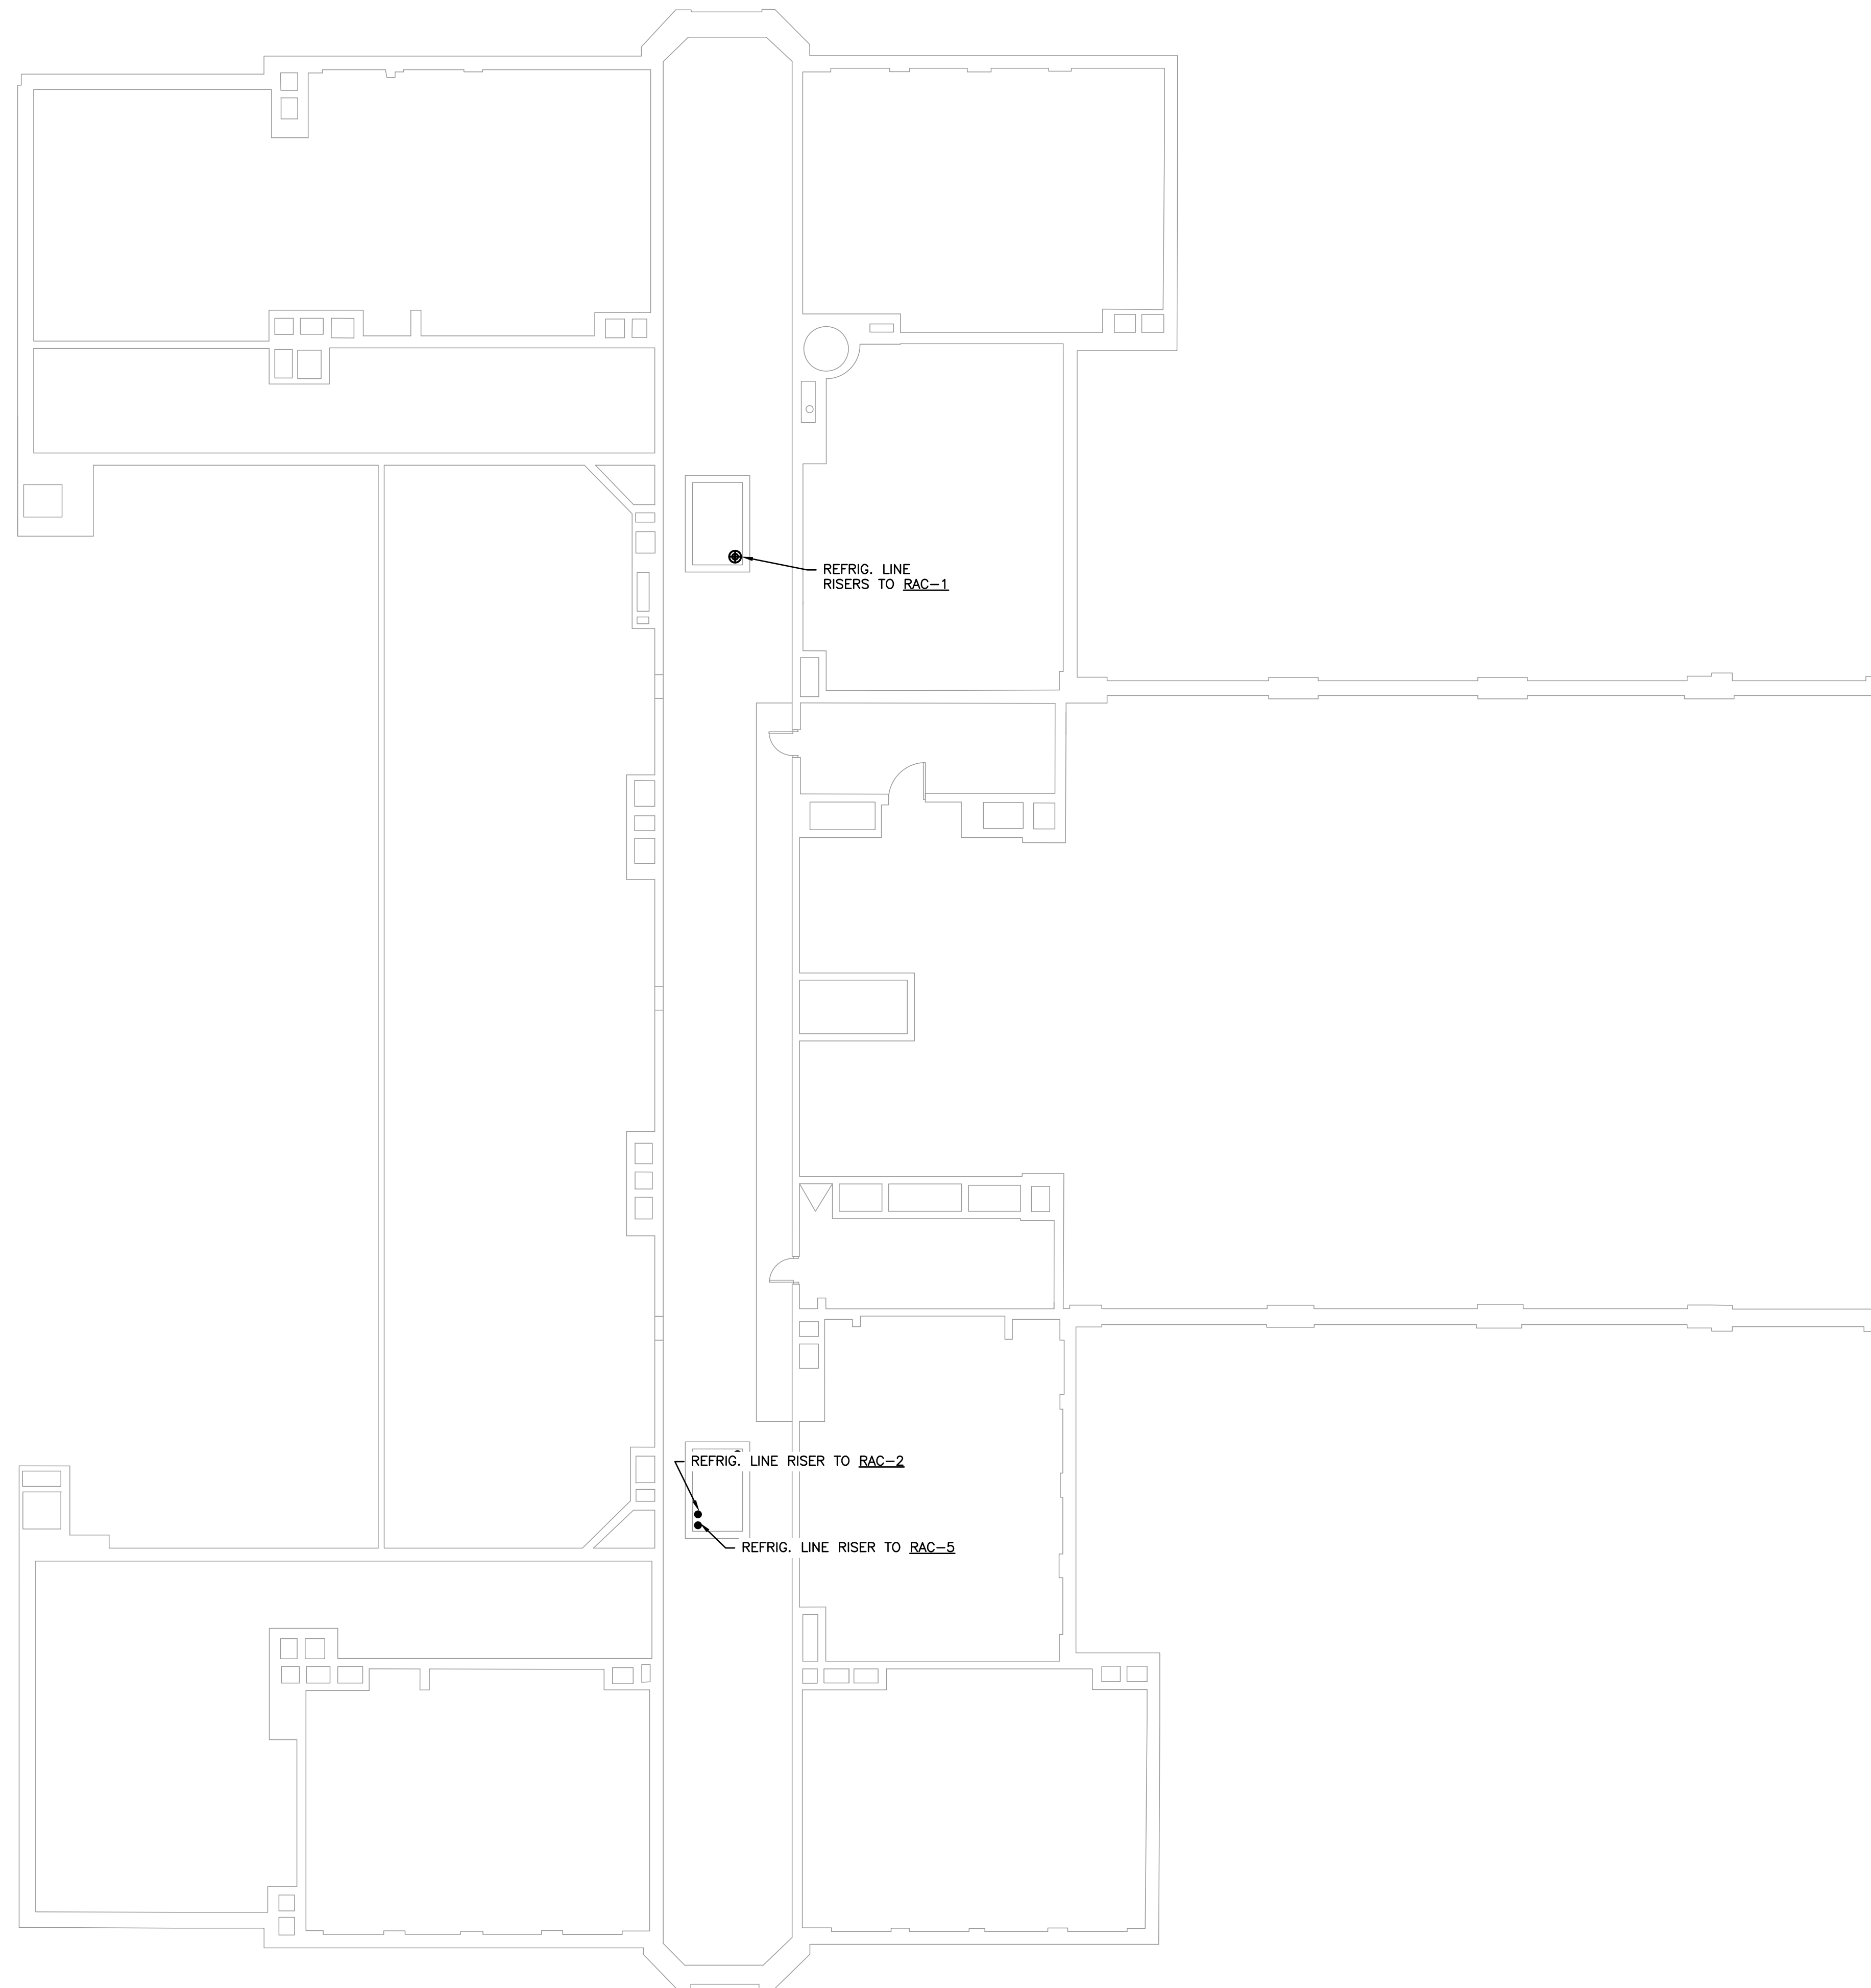 REFRIG. LINE
RISERS TO RAC-1
REFRIG. LINE RISER TO RAC-2
REFRIG. LINE RISER TO RAC-5